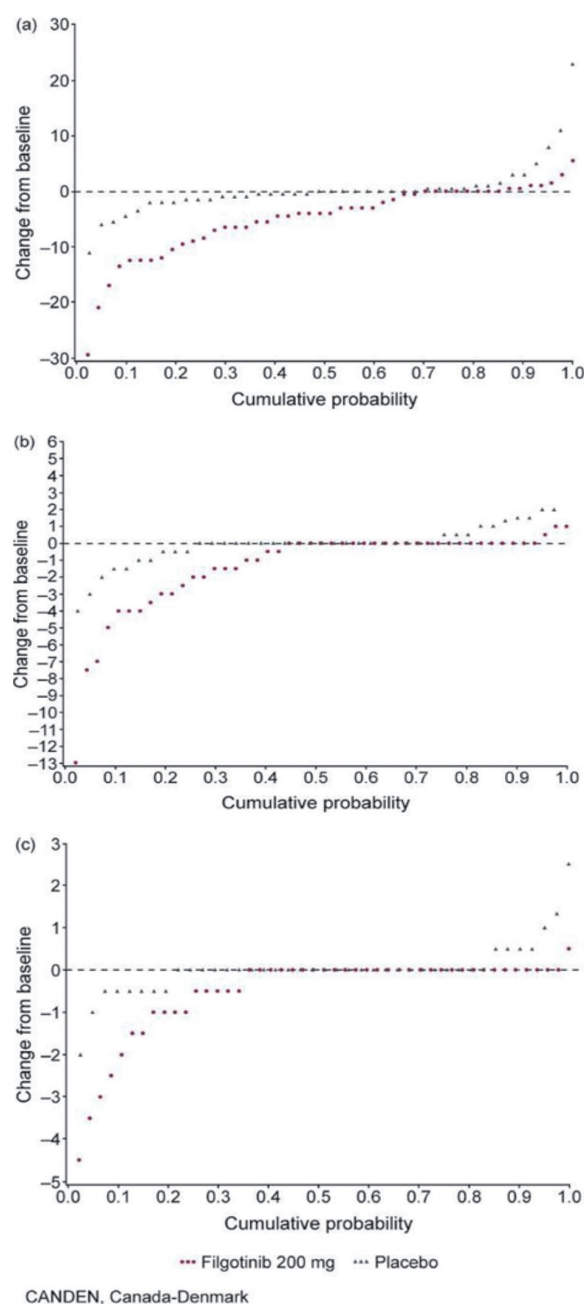 (a)
30
20
10
0
–10
–20
–30
Change from baseline
0.0 0.1 0.2 0.3 0.4 0.5 0.6 0.7 0.8 0.9 1.0
Cumulative probability
(b)
6
5
4
3
2
1
0
–1
–2
–3
–4
–5
–6
–7
–8
–9
–10
–11
–12
–13
Change from baseline
0.0 0.1 0.2 0.3 0.4 0.5 0.6 0.7 0.8 0.9 1.0
Cumulative probability
(c)
3
2
1
0
–1
–2
–3
–4
–5
Change from baseline
0.0 0.1 0.2 0.3 0.4 0.5 0.6 0.7 0.8 0.9 1.0
Cumulative probability
Filgotinib 200 mg Placebo
CANDEN, Canada-Denmark